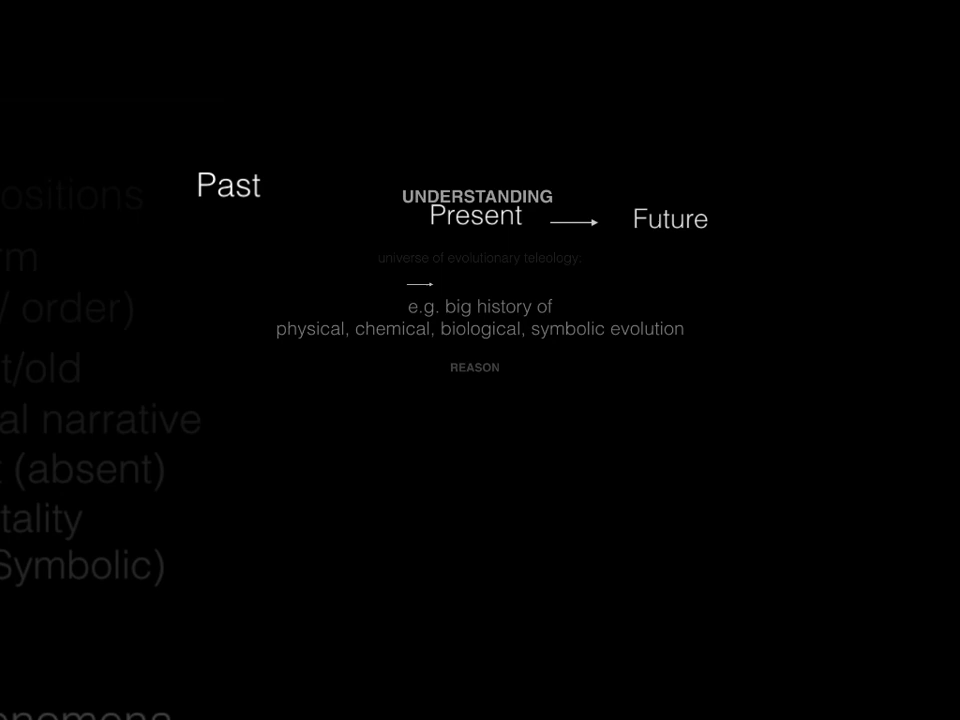 ositions
Past
UNDERSTANDING
Present
Future
rm
universe of evolutionary teleology:
/ order)
e.g. big history of
physical, chemical, biological, symbolic evolution
t/old
REASON
al narrative
(absent)
tality
Symbolic)